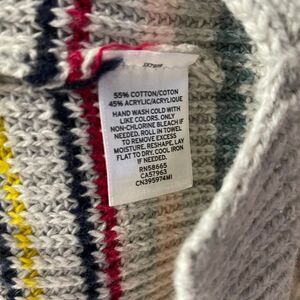 55% COTTON/COTON
45% ACRYLIC/ACRYLIQUE
HAND WASH COLD WITH
LIKE COLORS. ONLY
NON-CHLORINE BLEACH IF
NEEDED. ROLL IN TOWEL
TO REMOVE EXCESS
MOISTURE. RESHAPE. LAY
FLAT TO DRY. COOL IRON
IF NEEDED.
RN58665
CA57963
CN395974MI